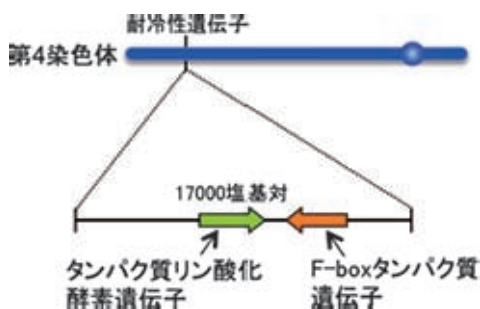 耐冷性遺伝子
第4染色体
17000塩基対
タンパク質リン酸化
酵素遺伝子
F-boxタンパク質
遺伝子